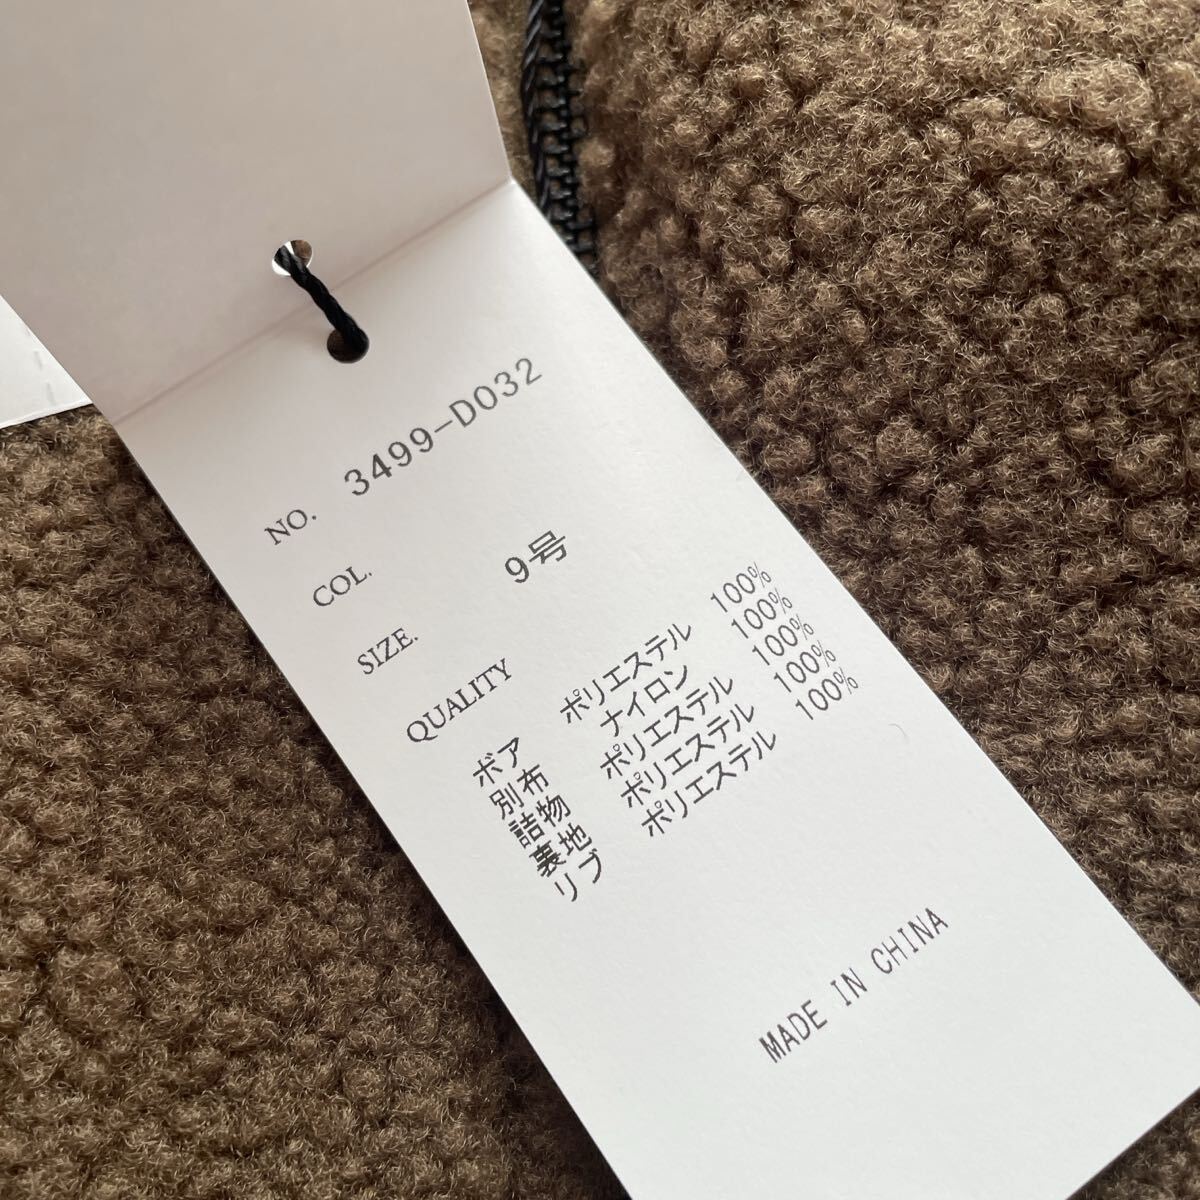 NO. 3499-D032
COL.
SIZE. 9号
QUALITY
ボア ポリエステル 100%
別布 ナイロン 100%
詰物 ポリエステル 100%
裏地 ポリエステル 100%
リブ ポリエステル 100%
MADE IN CHINA